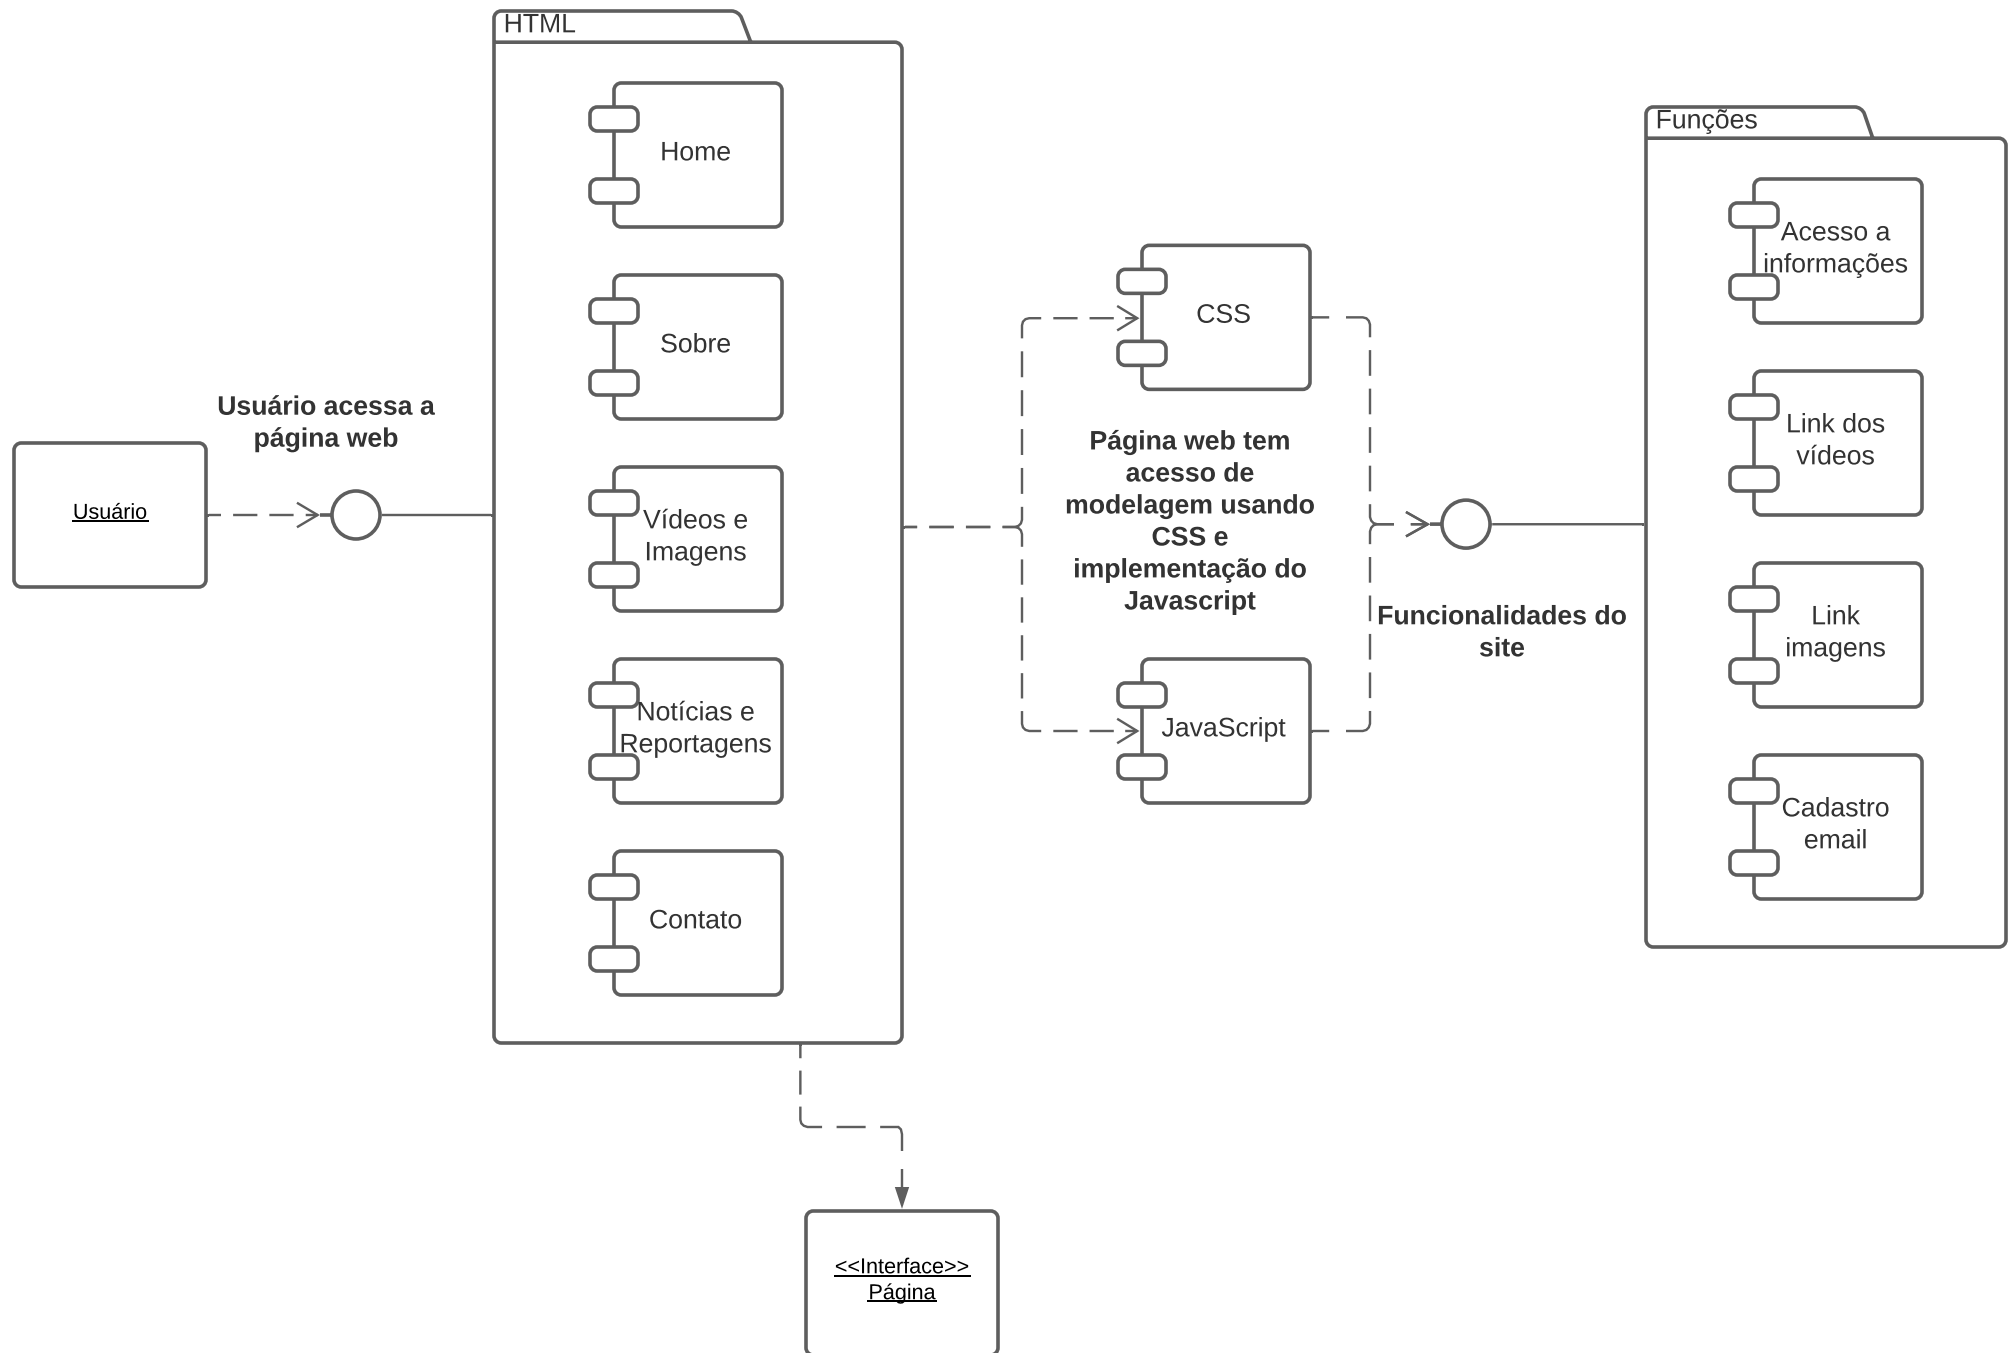 HTML
Home
Sobre
Vídeos e
Imagens
Notícias e
Reportagens
Contato
Usuário acessa a
página web
Usuário
CSS
Página web tem
acesso de
modelagem usando
CSS e
implementação do
Javascript
JavaScript
Funcionalidades do
site
Funções
Acesso a
informações
Link dos
vídeos
Link
imagens
Cadastro
email
<<Interface>>
Página